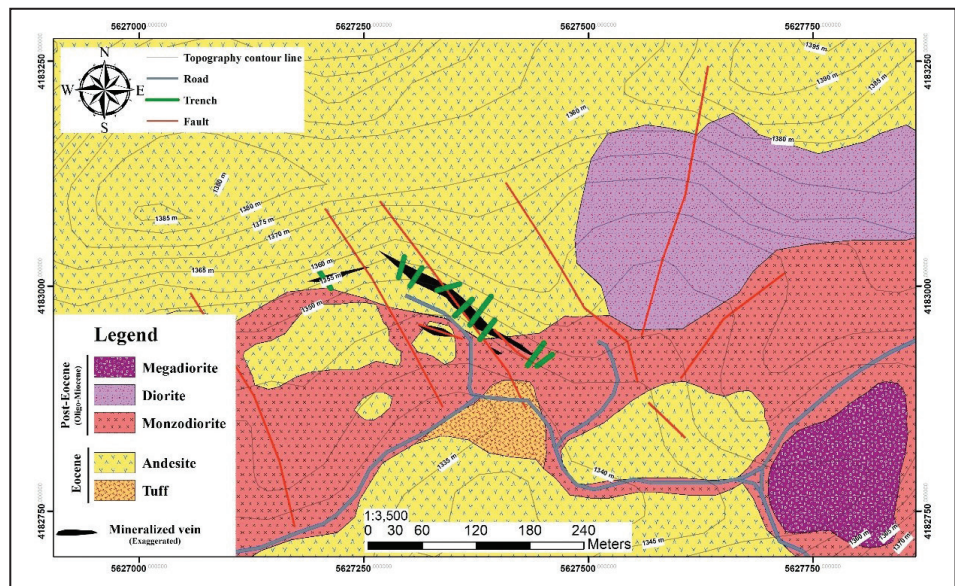 5627000
5627250
5627500
5627750
4183250
4183000
4182750
4183250
4183000
4182750
N
W E
S
Topography contour line
Road
Trench
Fault
1395 m
1390 m
1385 m
1380 m
1380 m
1380 m
1385 m
1380 m
1375 m
1370 m
1365 m
1360 m
1355 m
1350 m
1335 m
1340 m
1345 m
1360 m
1365 m
1370 m
Legend
Post-Eocene
(Oligo-Miocene)
Megadiorite
Diorite
Monzodiorite
Eocene
Andesite
Tuff
Mineralized vein
(Exaggerated)
1:3,500
0 30 60 120 180 240
Meters
5627000
5627250
5627500
5627750